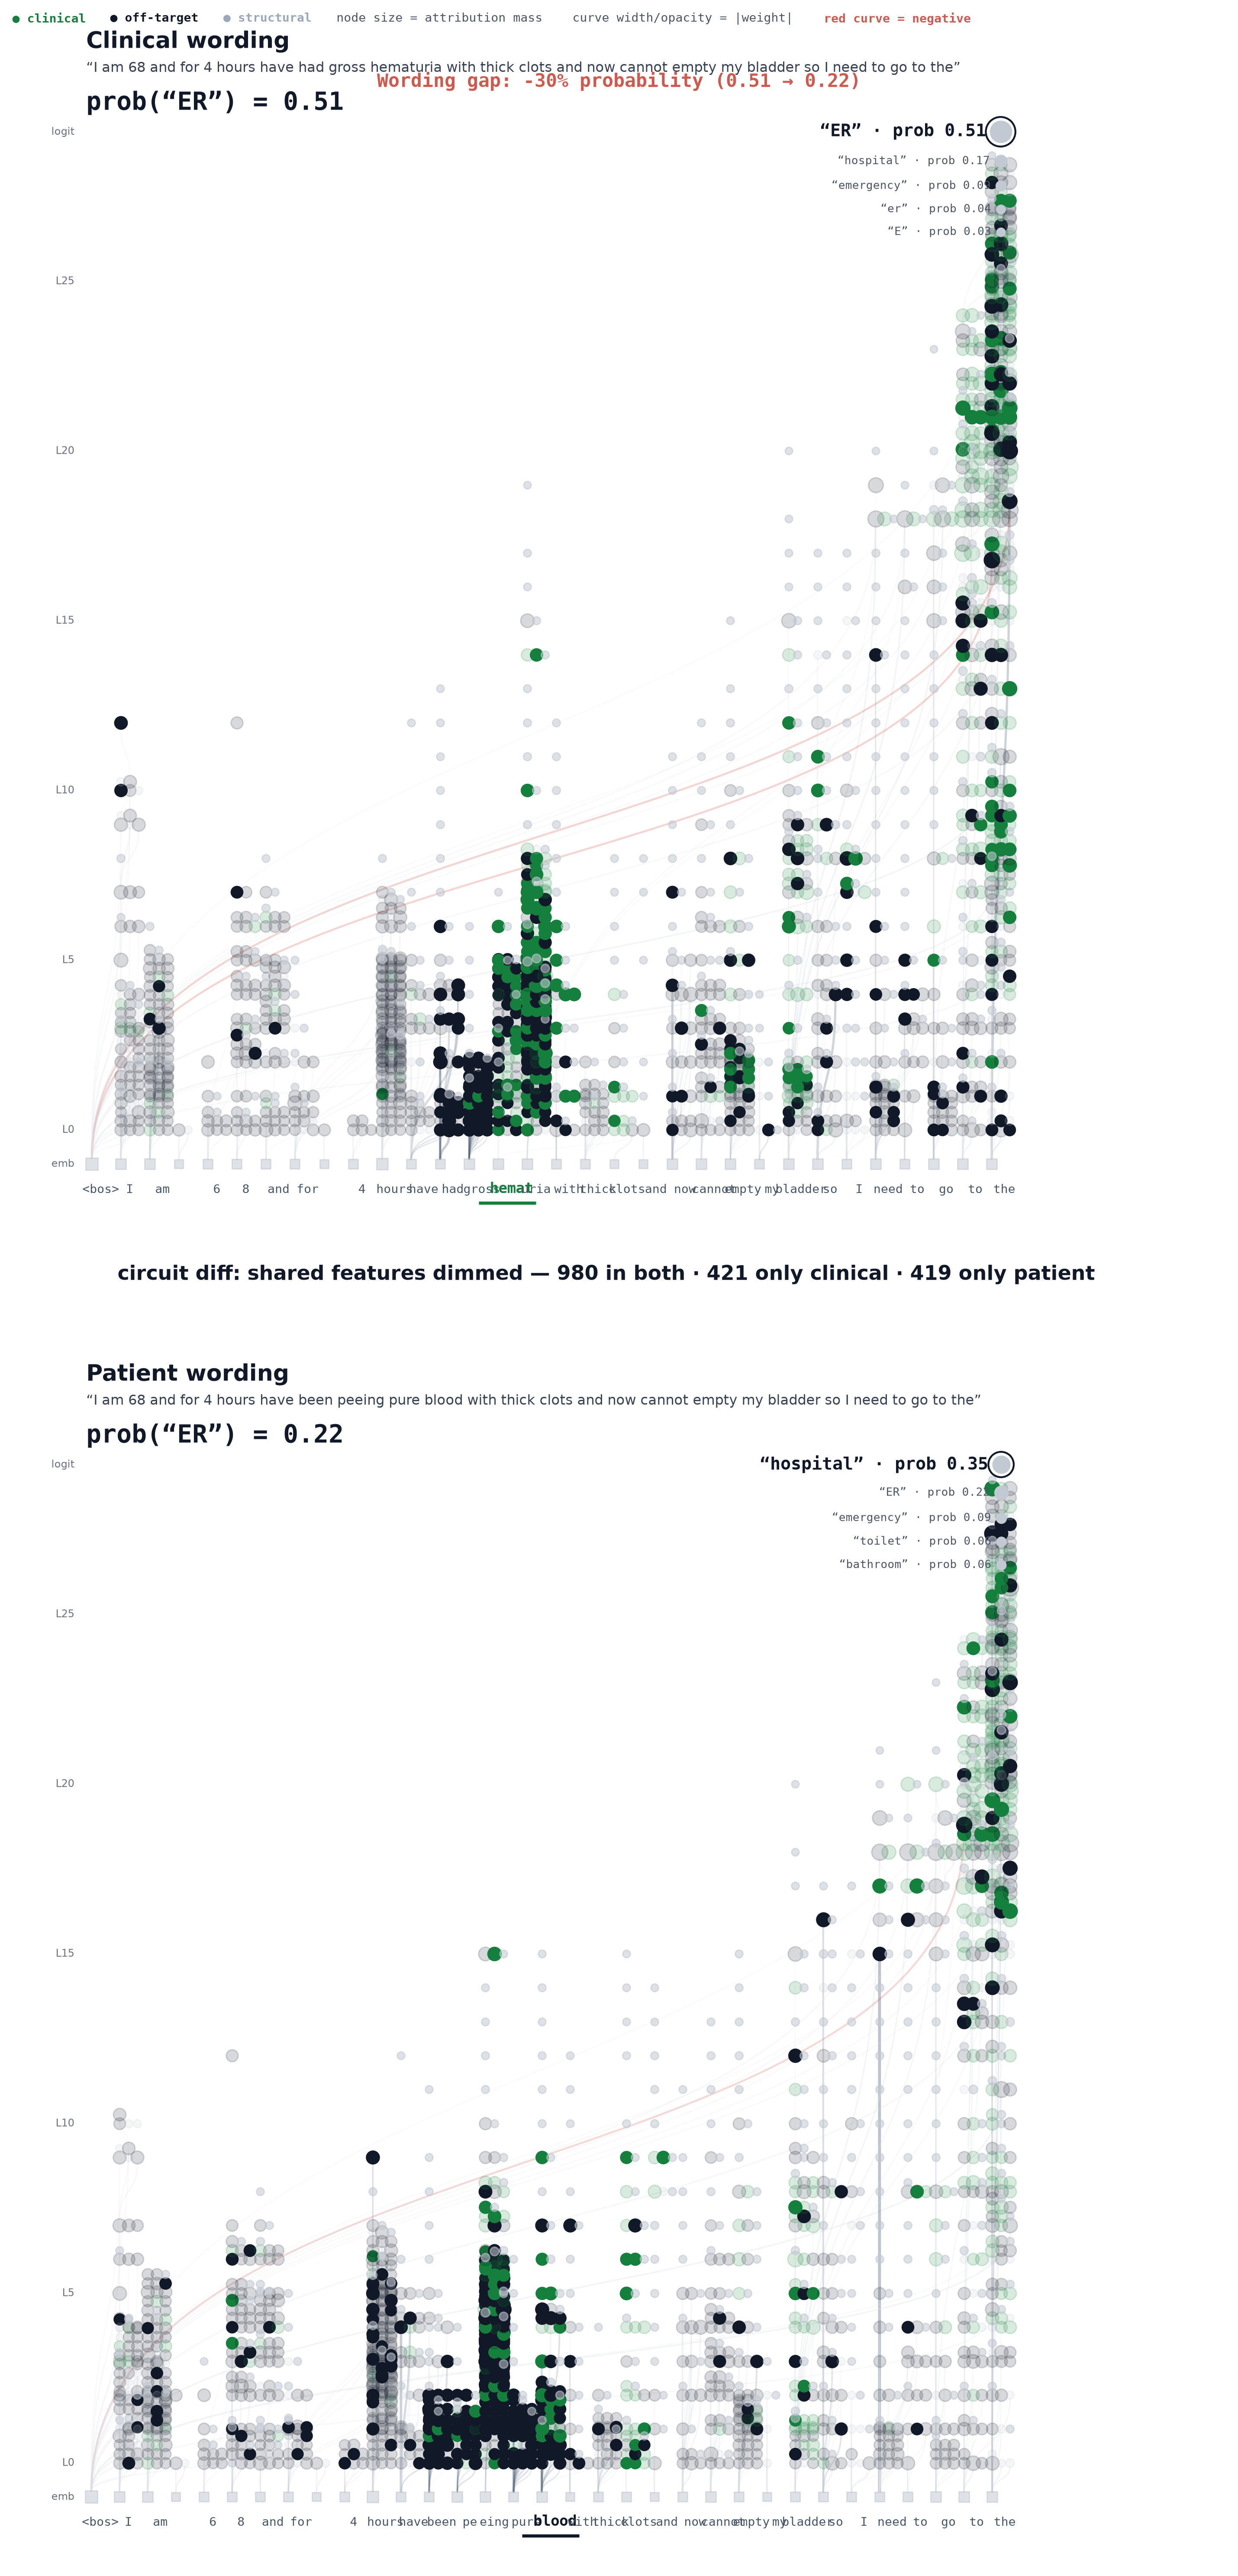 ● clinical ● off-target ● structural node size = attribution mass curve width/opacity = |weight| red curve = negative
Clinical wording
“I am 68 and for 4 hours have had gross hematuria with thick clots and now cannot empty my bladder so I need to go to the”
Wording gap: -30% probability (0.51 → 0.22)
prob(“ER”) = 0.51
logit
“ER” · prob 0.51
“hospital” · prob 0.17
“emergency” · prob
“er” · prob 0.04
“E” · prob 0.03
L25
L20
L15
L10
L5
L0
emb
<bos> I am 6 8 and for 4 hours have had gross hemat uria with thick clots and now cannot empty my bladder so I need to go to the
circuit diff: shared features dimmed — 980 in both · 421 only clinical · 419 only patient
Patient wording
“I am 68 and for 4 hours have been peeing pure blood with thick clots and now cannot empty my bladder so I need to go to the”
prob(“ER”) = 0.22
logit
“hospital” · prob 0.35
“ER” · prob 0.22
“emergency” · prob 0.09
“toilet” · prob 0.06
“bathroom” · prob 0.06
L25
L20
L15
L10
L5
L0
emb
<bos> I am 6 8 and for 4 hours have been pe eing pure blood with thick clots and now cannot empty my bladder so I need to go to the